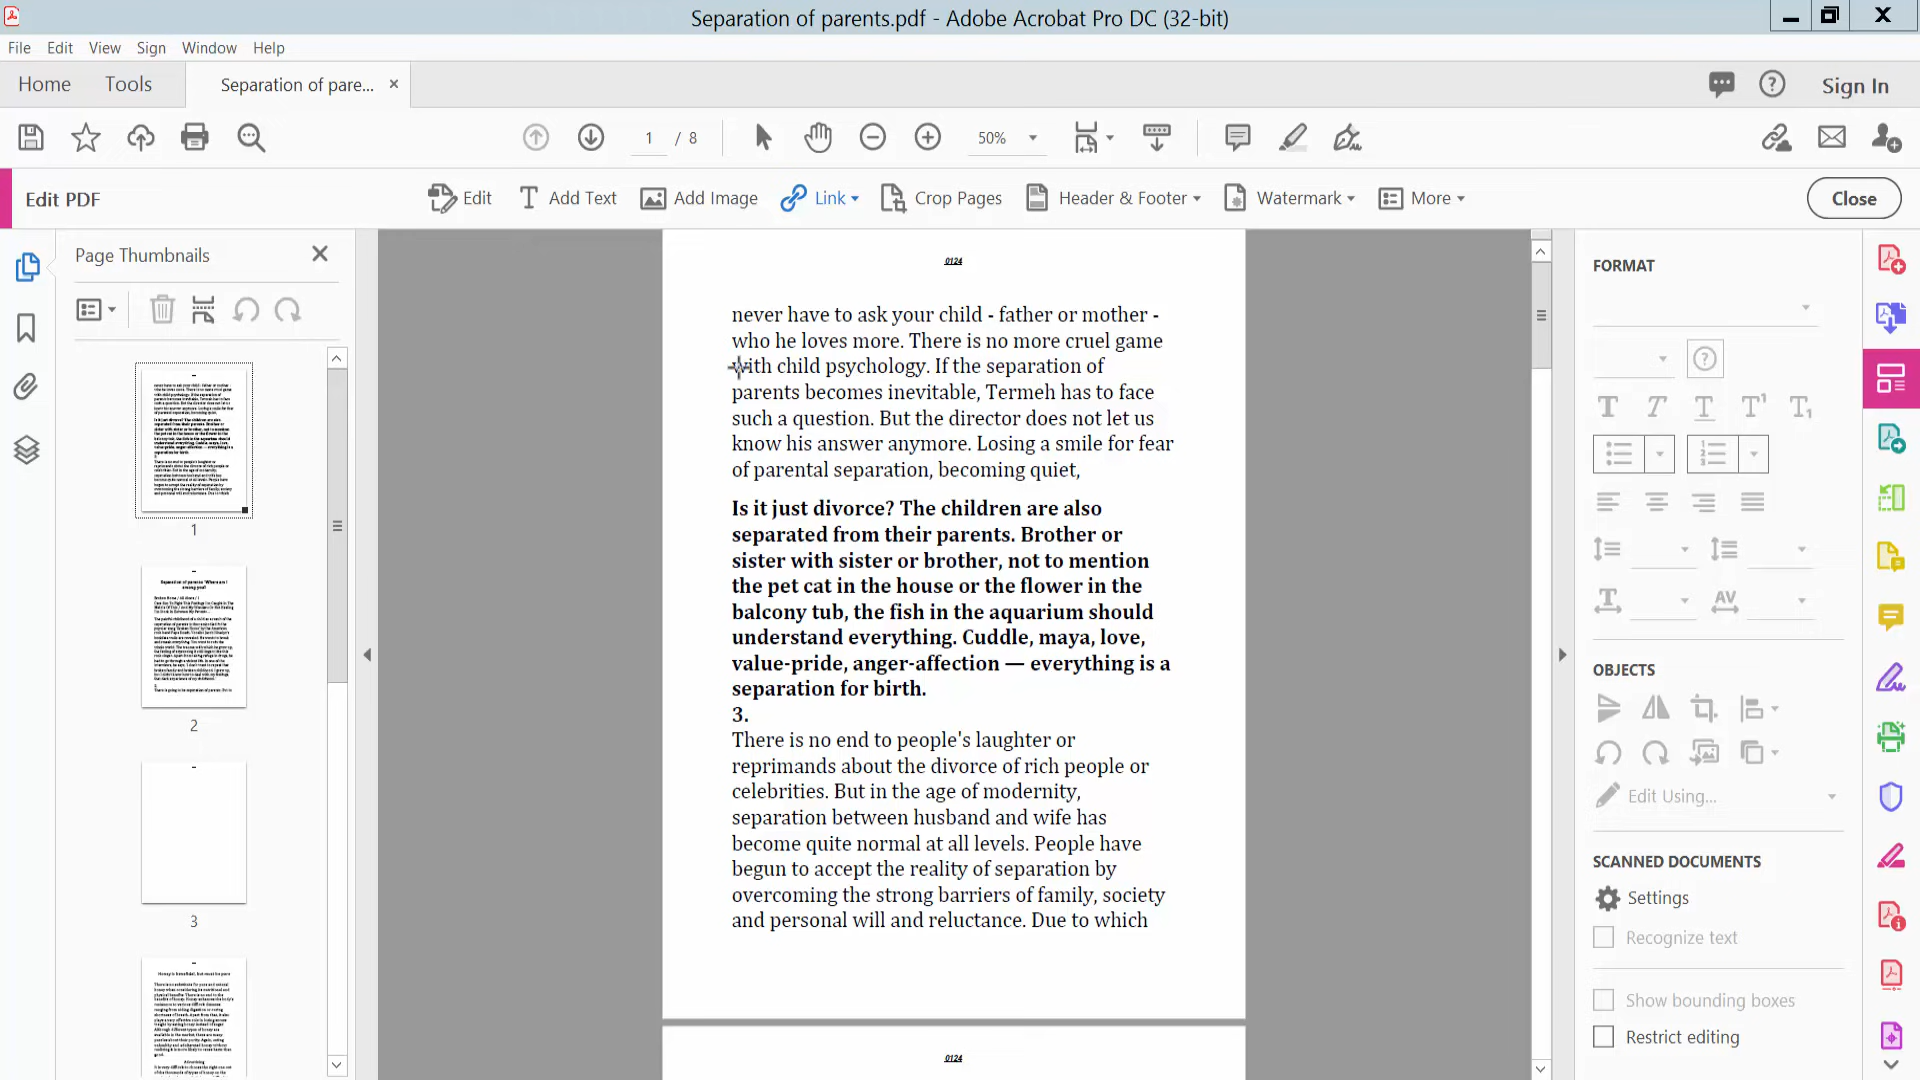 Separation of parents.pdf - Adobe Acrobat Pro DC (32-bit)
File Edit View Sign Window Help
Home Tools Separation of pare... Sign In
1 / 8 50%
Edit PDF Edit Add Text Add Image Link Crop Pages Header & Footer Watermark More Close
Page Thumbnails
1
2
3
0124
never have to ask your child - father or mother -
who he loves more. There is no more cruel game
with child psychology. If the separation of
parents becomes inevitable, Termeh has to face
such a question. But the director does not let us
know his answer anymore. Losing a smile for fear
of parental separation, becoming quiet,
Is it just divorce? The children are also
separated from their parents. Brother or
sister with sister or brother, not to mention
the pet cat in the house or the flower in the
balcony tub, the fish in the aquarium should
understand everything. Cuddle, maya, love,
value-pride, anger-affection — everything is a
separation for birth.
3.
There is no end to people's laughter or
reprimands about the divorce of rich people or
celebrities. But in the age of modernity,
separation between husband and wife has
become quite normal at all levels. People have
begun to accept the reality of separation by
overcoming the strong barriers of family, society
and personal will and reluctance. Due to which
0124
FORMAT
OBJECTS
Edit Using...
SCANNED DOCUMENTS
Settings
Recognize text
Show bounding boxes
Restrict editing